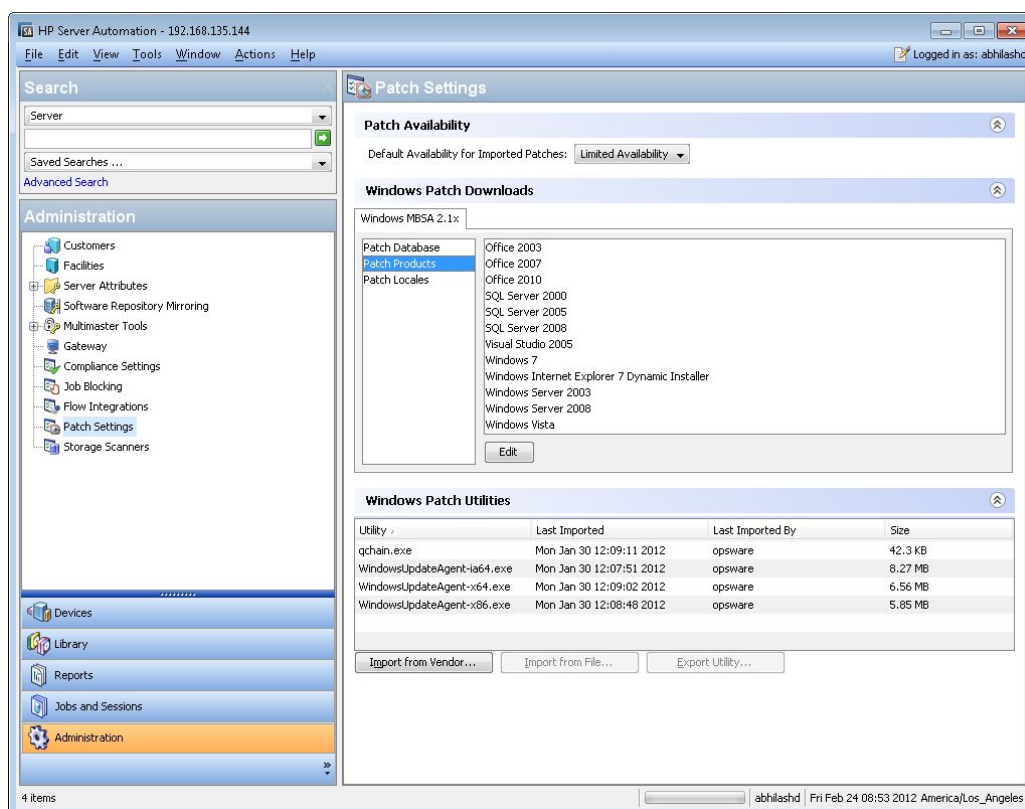 HP Server Automation - 192.168.135.144
File Edit View Tools Window Actions Help
Logged in as: abhilashd
Search
Server
Saved Searches ...
Advanced Search
Administration
Customers
Facilities
Server Attributes
Software Repository Mirroring
Multimaster Tools
Gateway
Compliance Settings
Job Blocking
Flow Integrations
Patch Settings
Storage Scanners
Devices
Library
Reports
Jobs and Sessions
Administration
Patch Settings
Patch Availability
Default Availability for Imported Patches: Limited Availability
Windows Patch Downloads
Windows MBSA 2.1x
Patch Database
Patch Products
Patch Locales
Office 2003
Office 2007
Office 2010
SQL Server 2000
SQL Server 2005
SQL Server 2008
Visual Studio 2005
Windows 7
Windows Internet Explorer 7 Dynamic Installer
Windows Server 2003
Windows Server 2008
Windows Vista
Edit
Windows Patch Utilities
Utility Last Imported Last Imported By Size
qchain.exe Mon Jan 30 12:09:11 2012 opsware 42.3 KB
WindowsUpdateAgent-ia64.exe Mon Jan 30 12:07:51 2012 opsware 8.27 MB
WindowsUpdateAgent-x64.exe Mon Jan 30 12:09:02 2012 opsware 6.56 MB
WindowsUpdateAgent-x86.exe Mon Jan 30 12:08:48 2012 opsware 5.85 MB
Import from Vendor... Import from File... Export Utility...
4 items
abhilashd Fri Feb 24 08:53 2012 America/Los_Angeles